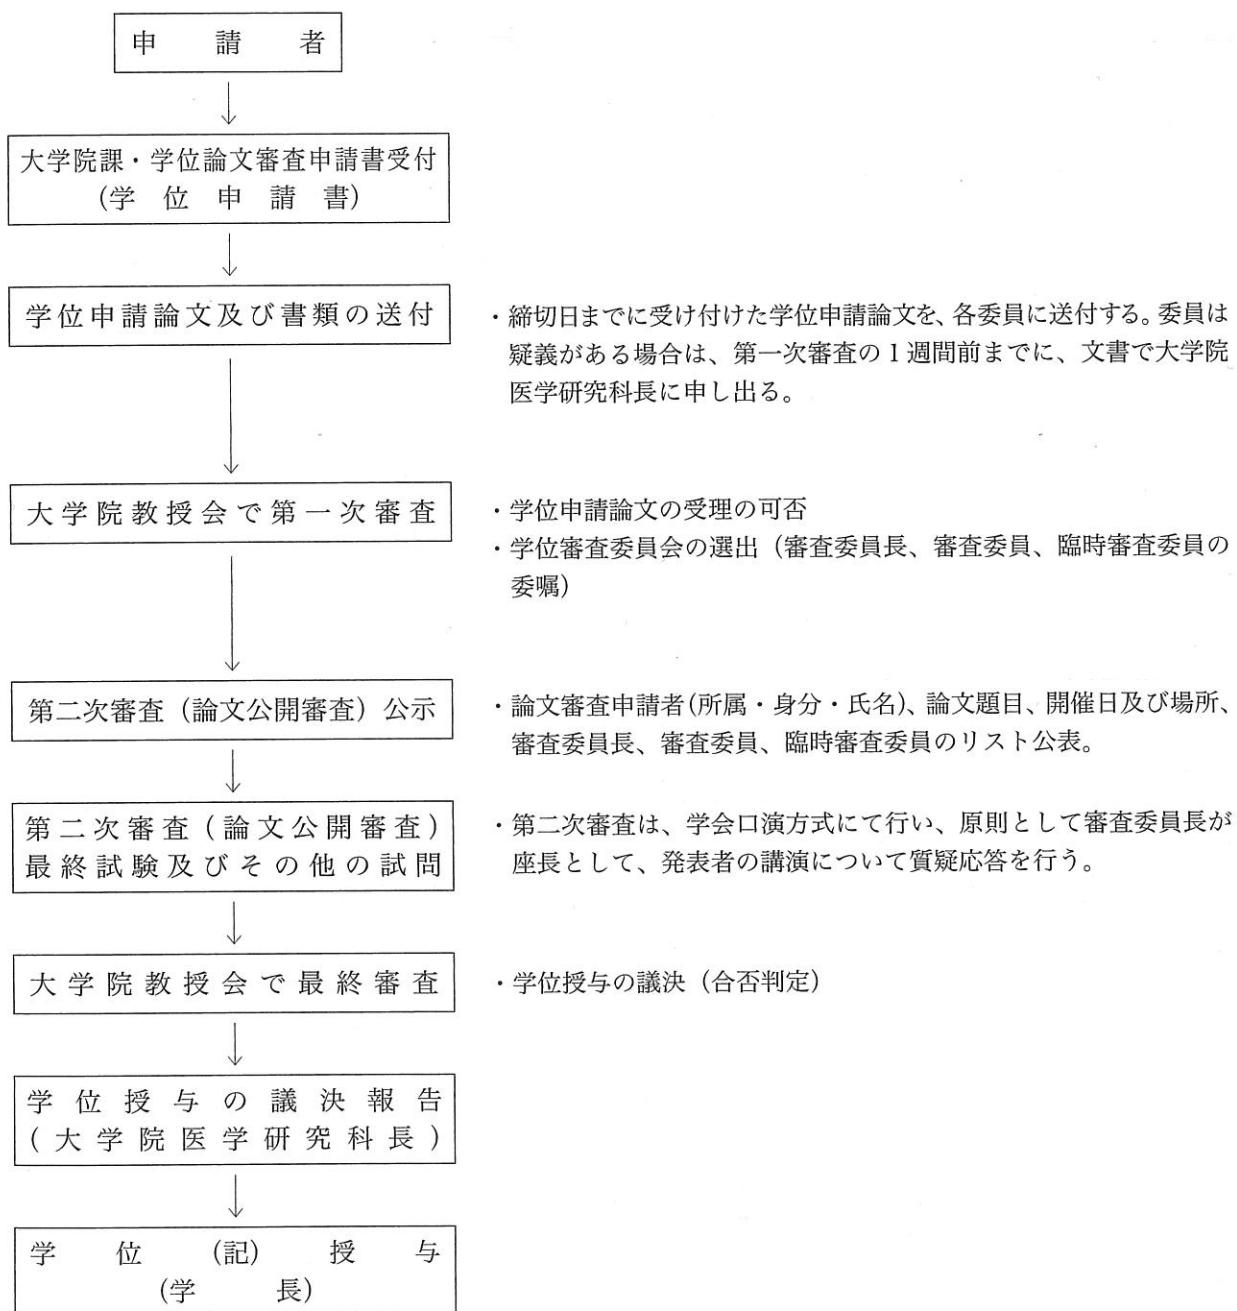 申請者
大学院課・学位論文審査申請書受付
(学位申請書)
学位申請論文及び書類の送付
・締切日までに受け付けた学位申請論文を、各委員に送付する。委員は
疑義がある場合は、第一次審査の1週間前までに、文書で大学院
医学研究科長に申し出る。
大学院教授会で第一次審査
・学位申請論文の受理の可否
・学位審査委員会の選出（審査委員長、審査委員、臨時審査委員の
委嘱）
第二次審査（論文公開審査）公示
・論文審査申請者(所属・身分・氏名)、論文題目、開催日及び場所、
審査委員長、審査委員、臨時審査委員のリスト公表。
第二次審査(論文公開審査)
最終試験及びその他の試問
・第二次審査は、学会口演方式にて行い、原則として審査委員長が
座長として、発表者の講演について質疑応答を行う。
大学院教授会で最終審査
・学位授与の議決（合否判定）
学位授与の議決報告
(大学院医学研究科長)
学位(記)授与
(学長)